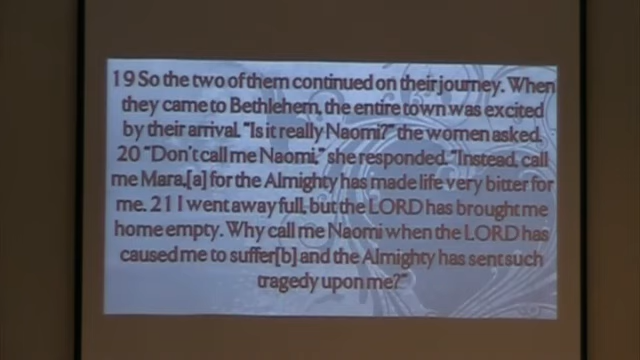 19 So the two of them continued on their journey. When
they came to Bethlehem, the entire town was excited
by their arrival. "Is it really Naomi?" the women asked.
20 "Don't call me Naomi," she responded. "Instead, call
me Mara,[a] for the Almighty has made life very bitter for
me. 21 I went away full, but the LORD has brought me
home empty. Why call me Naomi when the LORD has
caused me to suffer[b] and the Almighty has sent such
tragedy upon me?"